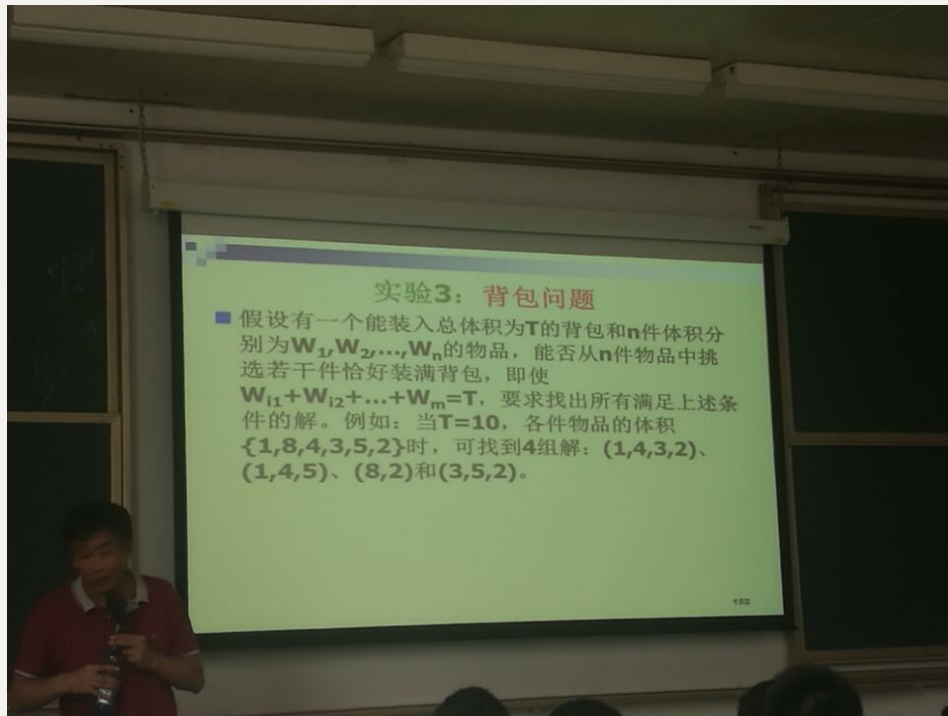 实验3：背包问题
假设有一个能装入总体积为T的背包和n件体积分
别为W₁,W₂,…,Wₙ的物品，能否从n件物品中挑
选若干件恰好装满背包，即使
Wᵢ₁+Wᵢ₂+…+Wₘ=T，要求找出所有满足上述条
件的解。例如：当T=10，各件物品的体积
{1,8,4,3,5,2}时，可找到4组解：(1,4,3,2)、
(1,4,5)、(8,2)和(3,5,2)。
102